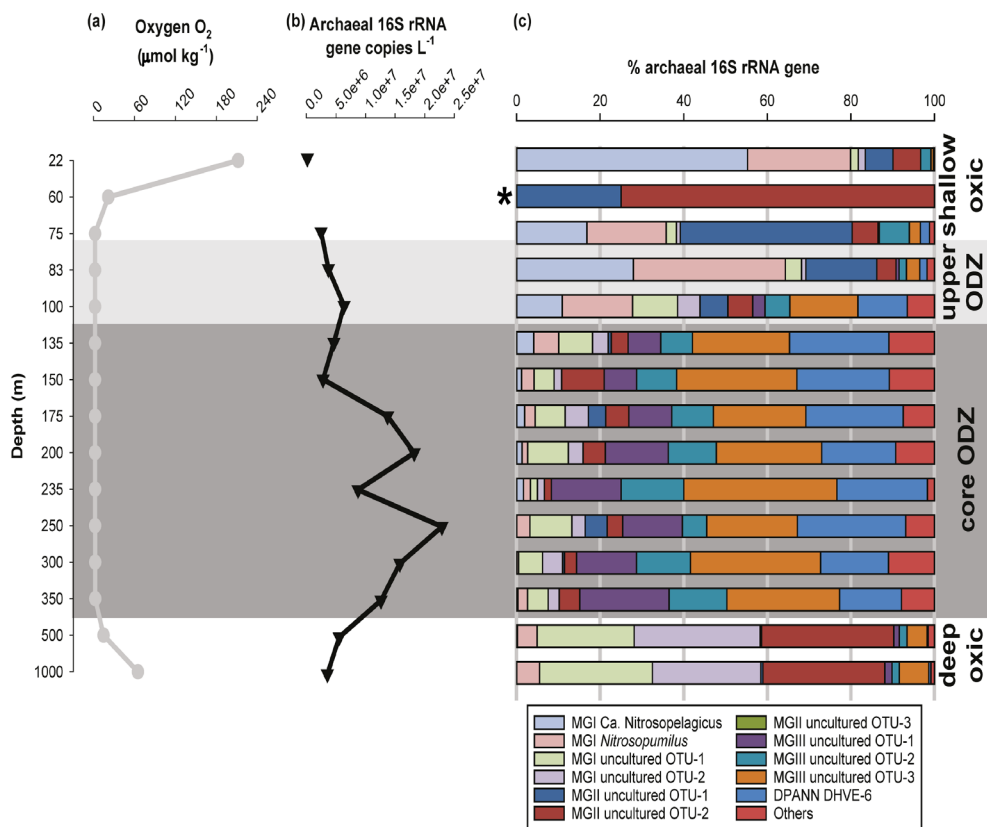 (a)
Oxygen O2
(µmol kg-1)
0
60
120
180
240
(b)
Archaeal 16S rRNA
gene copies L-1
0.0
5.0e+6
1.0e+7
1.5e+7
2.0e+7
2.5e+7
(c)
% archaeal 16S rRNA gene
0
20
40
60
80
100
Depth (m)
22
60
75
83
100
135
150
175
200
235
250
300
350
500
1000
*
shallow
oxic
upper
ODZ
core ODZ
deep
oxic
MGI Ca. Nitrosopelagicus
MGI Nitrosopumilus
MGI uncultured OTU-1
MGI uncultured OTU-2
MGII uncultured OTU-1
MGII uncultured OTU-2
MGII uncultured OTU-3
MGIII uncultured OTU-1
MGIII uncultured OTU-2
MGIII uncultured OTU-3
DPANN DHVE-6
Others